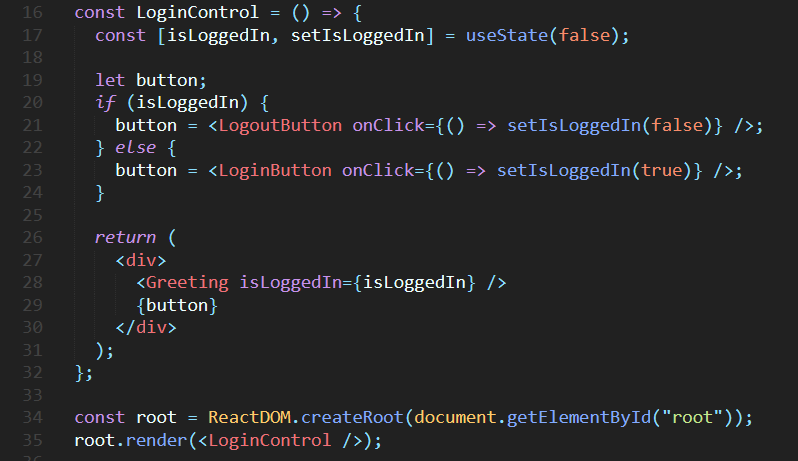 16 const LoginControl = () => {
17   const [isLoggedIn, setIsLoggedIn] = useState(false);
18
19   let button;
20   if (isLoggedIn) {
21     button = <LogoutButton onClick={() => setIsLoggedIn(false)} />;
22   } else {
23     button = <LoginButton onClick={() => setIsLoggedIn(true)} />;
24   }
25
26   return (
27     <div>
28       <Greeting isLoggedIn={isLoggedIn} />
29       {button}
30     </div>
31   );
32 };
33
34 const root = ReactDOM.createRoot(document.getElementById("root"));
35 root.render(<LoginControl />);